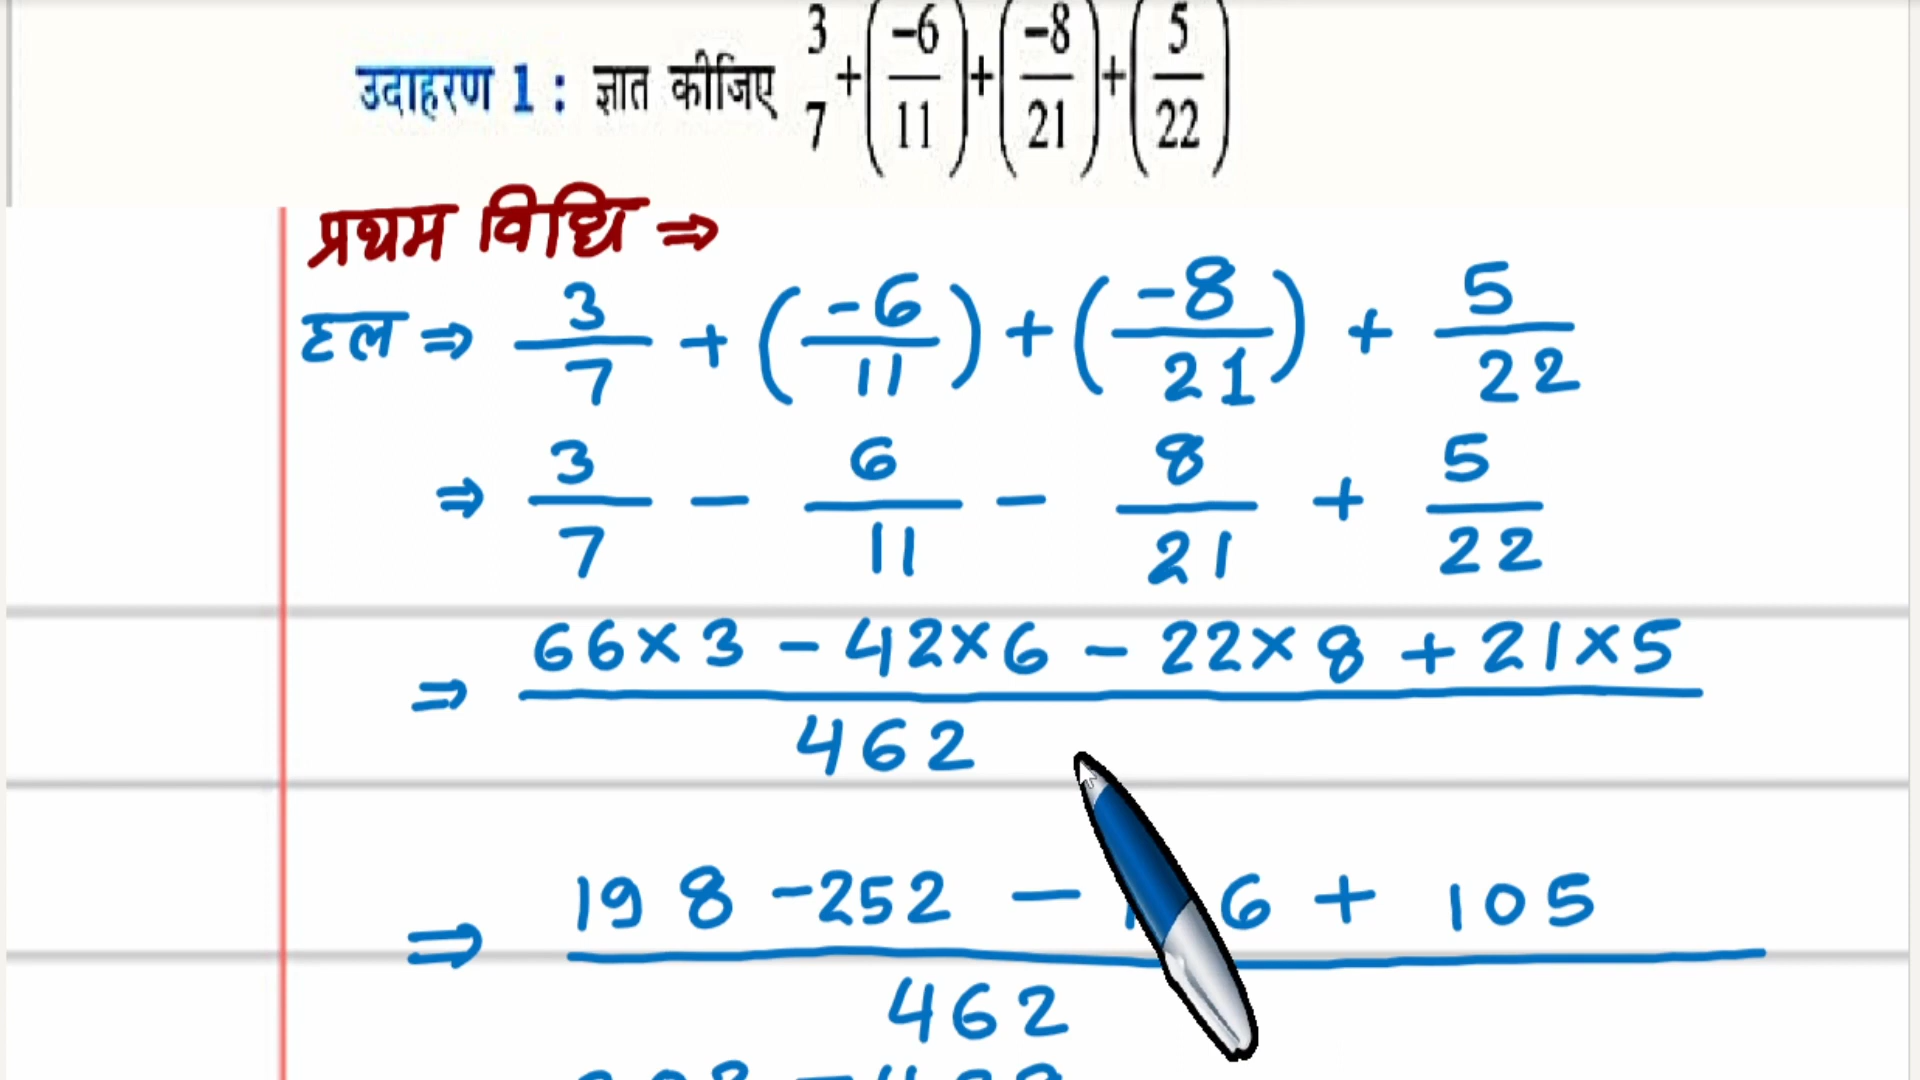 उदाहरण 1 : ज्ञात कीजिए 3/7 + (-6/11) + (-8/21) + (5/22)
प्रथम विधि ⇒
हल ⇒ 3/7 + (-6/11) + (-8/21) + 5/22
⇒ 3/7 - 6/11 - 8/21 + 5/22
⇒ 66×3 - 42×6 - 22×8 + 21×5 / 462
⇒ 198 - 252 - 6 + 105 / 462